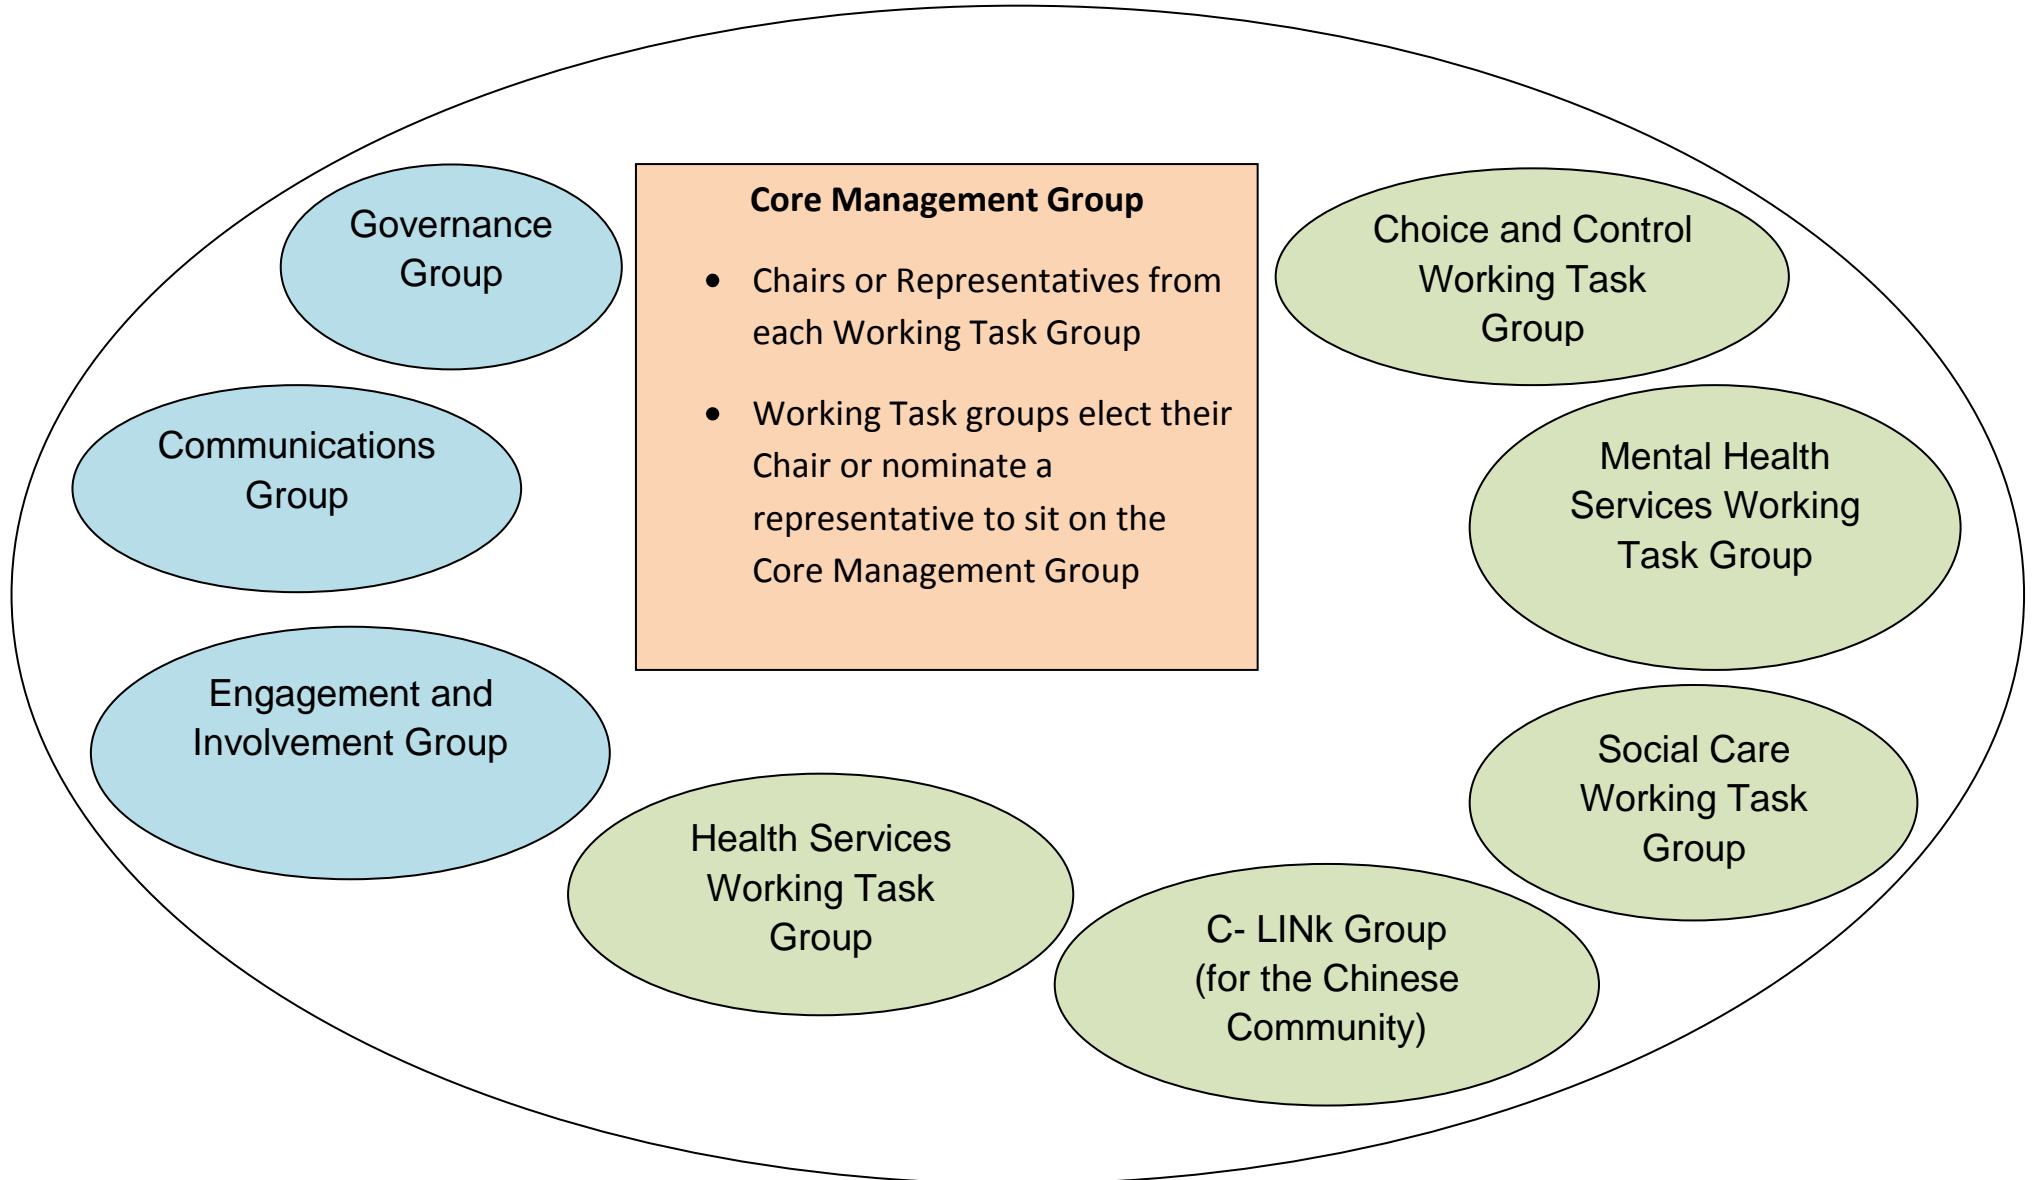 Governance
Group
Communications
Group
Engagement and
Involvement Group
Core Management Group
• Chairs or Representatives from
each Working Task Group
• Working Task groups elect their
Chair or nominate a
representative to sit on the
Core Management Group
Choice and Control
Working Task
Group
Mental Health
Services Working
Task Group
Social Care
Working Task
Group
Health Services
Working Task
Group
C- LINk Group
(for the Chinese
Community)